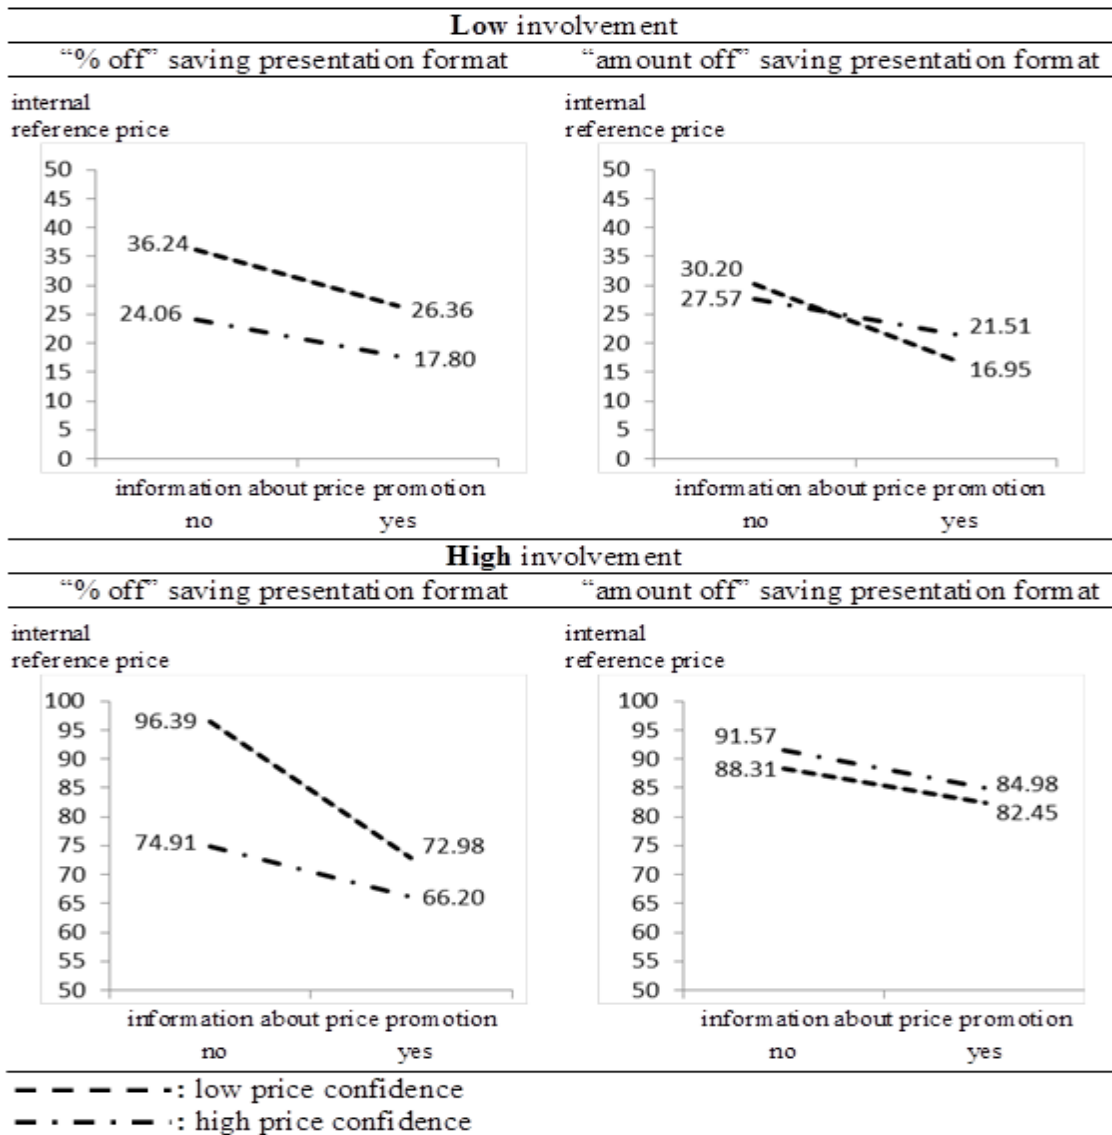 Low involvement
“% off” saving presentation format “amount off” saving presentation format
internal
reference price
internal
reference price
50
45
40
35
30
25
20
15
10
5
0
36.24
24.06
26.36
17.80
information about price promotion
no yes
50
45
40
35
30
25
20
15
10
5
0
30.20
27.57
21.51
16.95
information about price promotion
no yes
High involvement
“% off” saving presentation format “amount off” saving presentation format
internal
reference price
internal
reference price
100
95
90
85
80
75
70
65
60
55
50
96.39
74.91
72.98
66.20
information about price promotion
no yes
100
95
90
85
80
75
70
65
60
55
50
91.57
88.31
84.98
82.45
information about price promotion
no yes
: low price confidence
: high price confidence